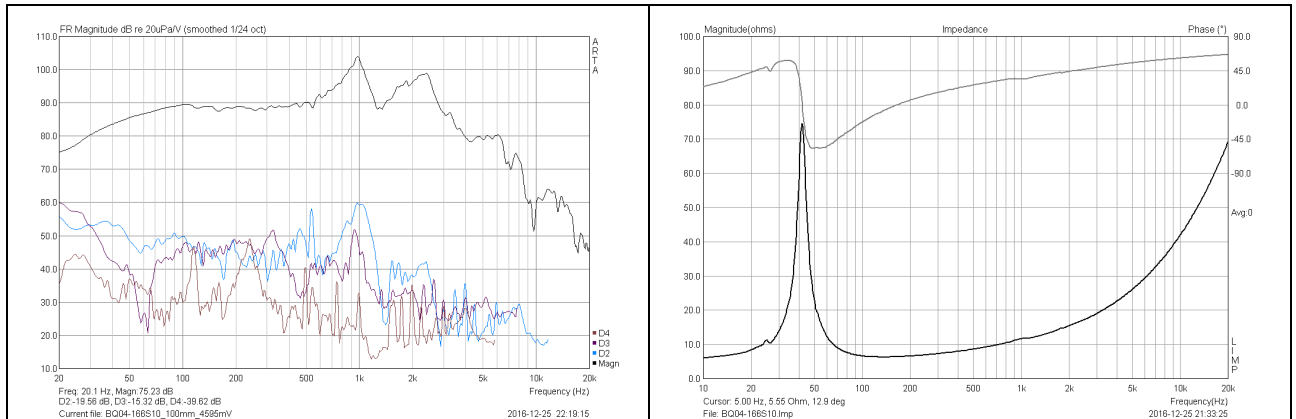 FR Magnitude dB re 20uPa/V (smoothed 1/24 oct)
110.0
100.0
90.0
80.0
70.0
60.0
50.0
40.0
30.0
20.0
10.0
A
R
T
A
D4
D3
D2
Magn
20 50 100 200 500 1k 2k 5k 10k 20k
Freq: 20.1 Hz, Magn:75.23 dB Frequency (Hz)
D2:-19.56 dB, D3:-15.32 dB, D4:-39.62 dB
Current file: BQ04-166S10_100mm_4595mV 2016-12-25 22:19:15
Magnitude(ohms) Impedance Phase (°)
100.0 90.0
90.0
80.0 45.0
70.0 0.0
60.0 -45.0
50.0 -90.0
40.0
30.0
20.0
10.0
0.0
Avg:0
L
I
M
P
10 20 50 100 200 500 1k 2k 5k 10k 20k
Cursor: 5.00 Hz, 5.55 Ohm, 12.9 deg Frequency(Hz)
File: BQ04-166S10.lmp 2016-12-25 21:33:25